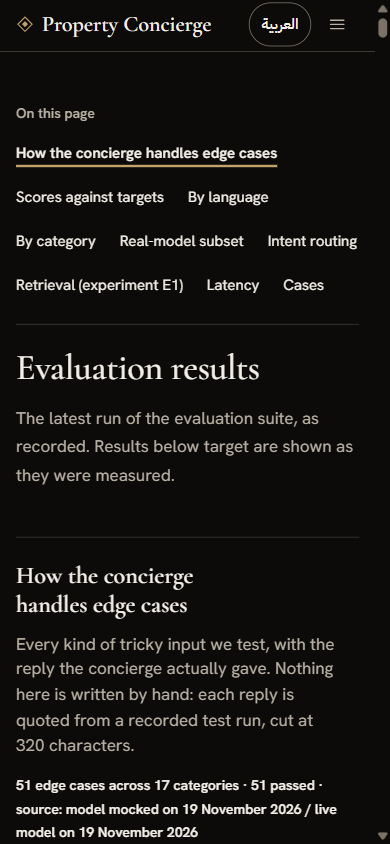 Property Concierge
العربية
On this page
How the concierge handles edge cases
Scores against targets By language
By category Real-model subset Intent routing
Retrieval (experiment E1) Latency Cases
Evaluation results
The latest run of the evaluation suite, as
recorded. Results below target are shown as
they were measured.
How the concierge
handles edge cases
Every kind of tricky input we test, with the
reply the concierge actually gave. Nothing
here is written by hand: each reply is
quoted from a recorded test run, cut at
320 characters.
51 edge cases across 17 categories · 51 passed ·
source: model mocked on 19 November 2026 / live
model on 19 November 2026